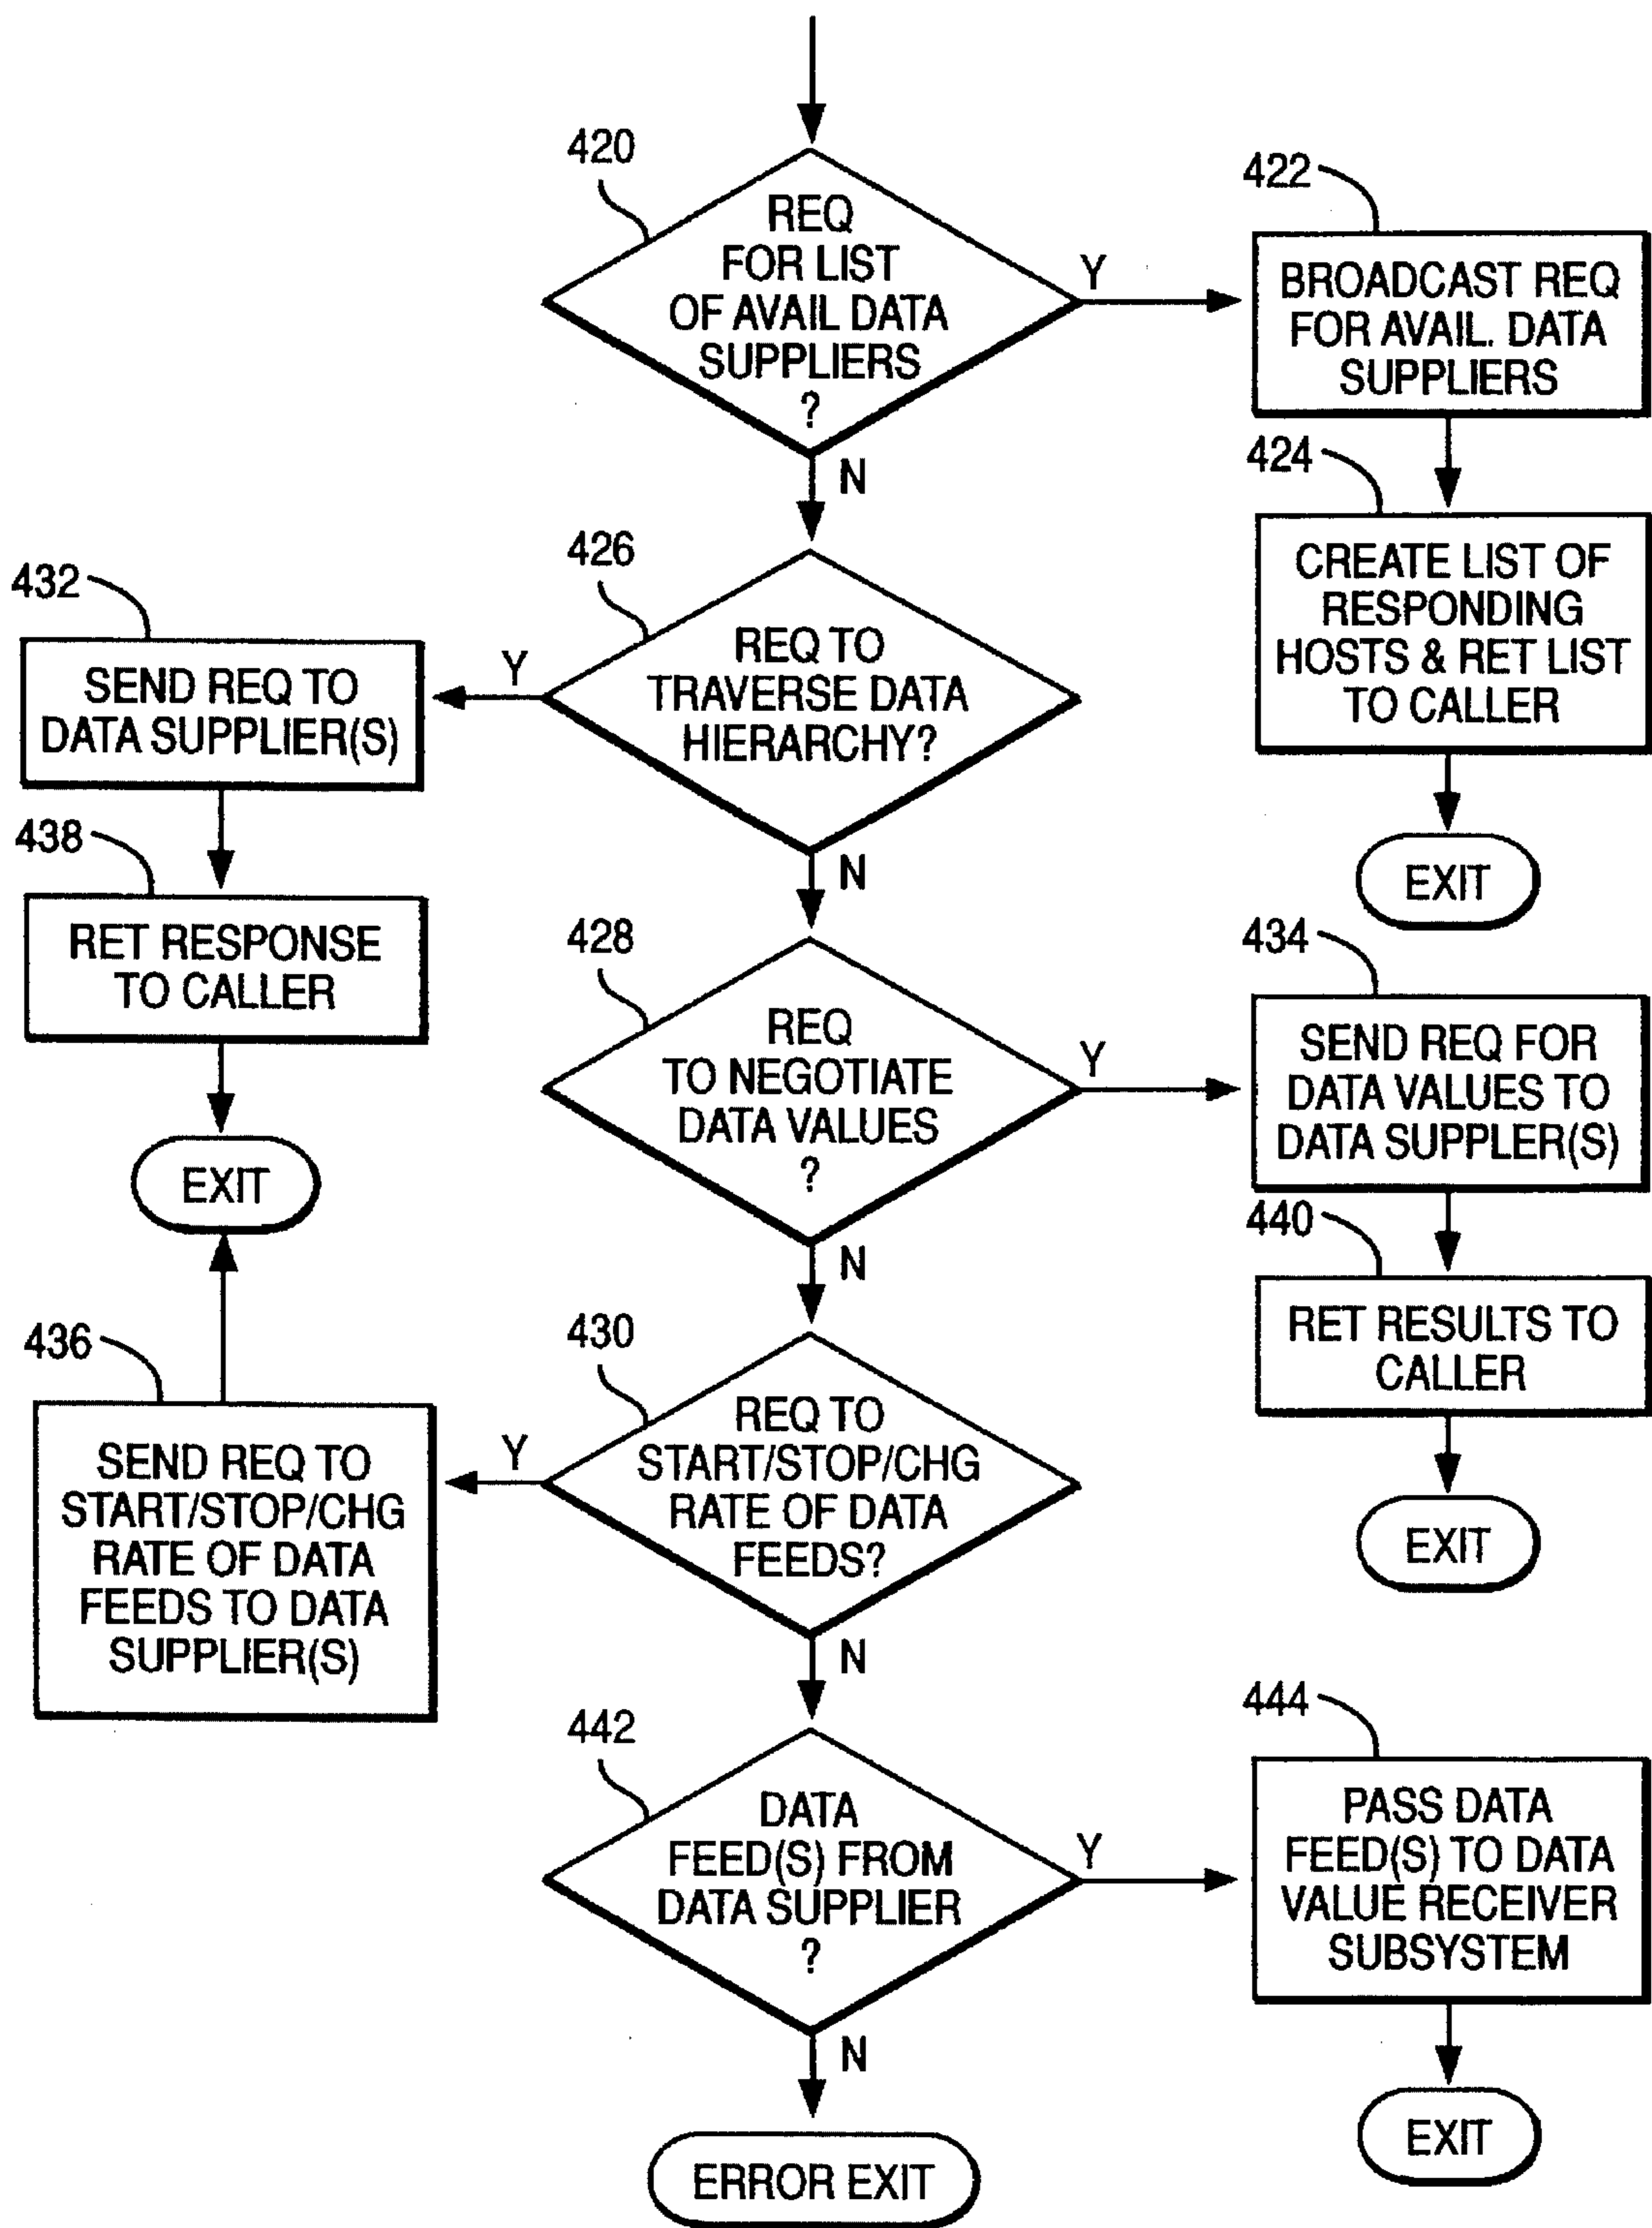 420
REQ
FOR LIST
OF AVAIL DATA
SUPPLIERS
?
Y
N
422
BROADCAST REQ
FOR AVAIL. DATA
SUPPLIERS
424
CREATE LIST OF
RESPONDING
HOSTS & RET LIST
TO CALLER
EXIT
426
REQ TO
TRAVERSE DATA
HIERARCHY?
Y
N
432
SEND REQ TO
DATA SUPPLIER(S)
438
RET RESPONSE
TO CALLER
EXIT
428
REQ
TO NEGOTIATE
DATA VALUES
?
Y
N
434
SEND REQ FOR
DATA VALUES TO
DATA SUPPLER(S)
440
RET RESULTS TO
CALLER
EXIT
430
REQ TO
START/STOP/CHG
RATE OF DATA
FEEDS?
Y
N
436
SEND REQ TO
START/STOP/CHG
RATE OF DATA
FEEDS TO DATA
SUPPLIER(S)
442
DATA
FEED(S) FROM
DATA SUPPLIER
?
Y
N
444
PASS DATA
FEED(S) TO DATA
VALUE RECEIVER
SUBSYSTEM
EXIT
ERROR EXIT